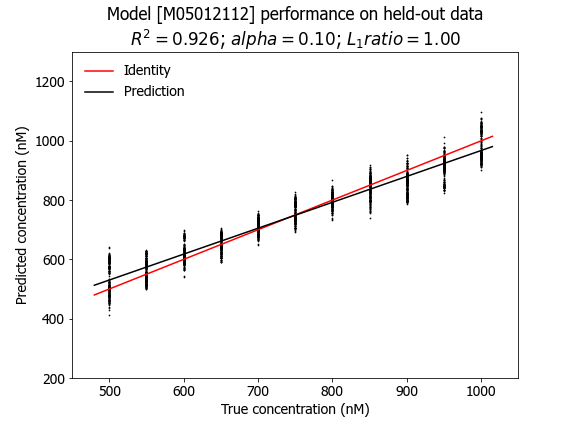 Model [M05012112] performance on held-out data
R² = 0.926; alpha = 0.10; L₁ratio = 1.00
Identity
Prediction
1200
1000
800
600
400
200
Predicted concentration (nM)
500 600 700 800 900 1000
True concentration (nM)